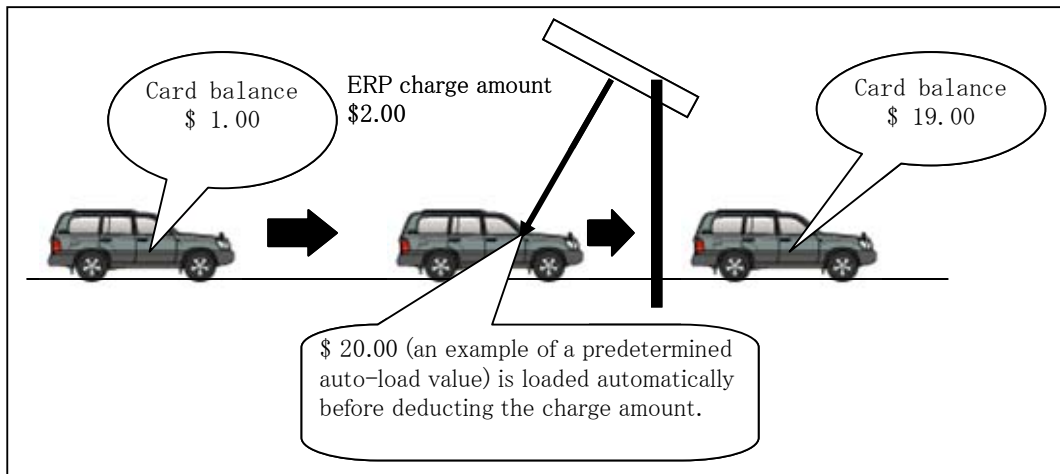 Card balance
$ 1.00
ERP charge amount
$2.00
Card balance
$ 19.00
$ 20.00 (an example of a predetermined
auto-load value) is loaded automatically
before deducting the charge amount.